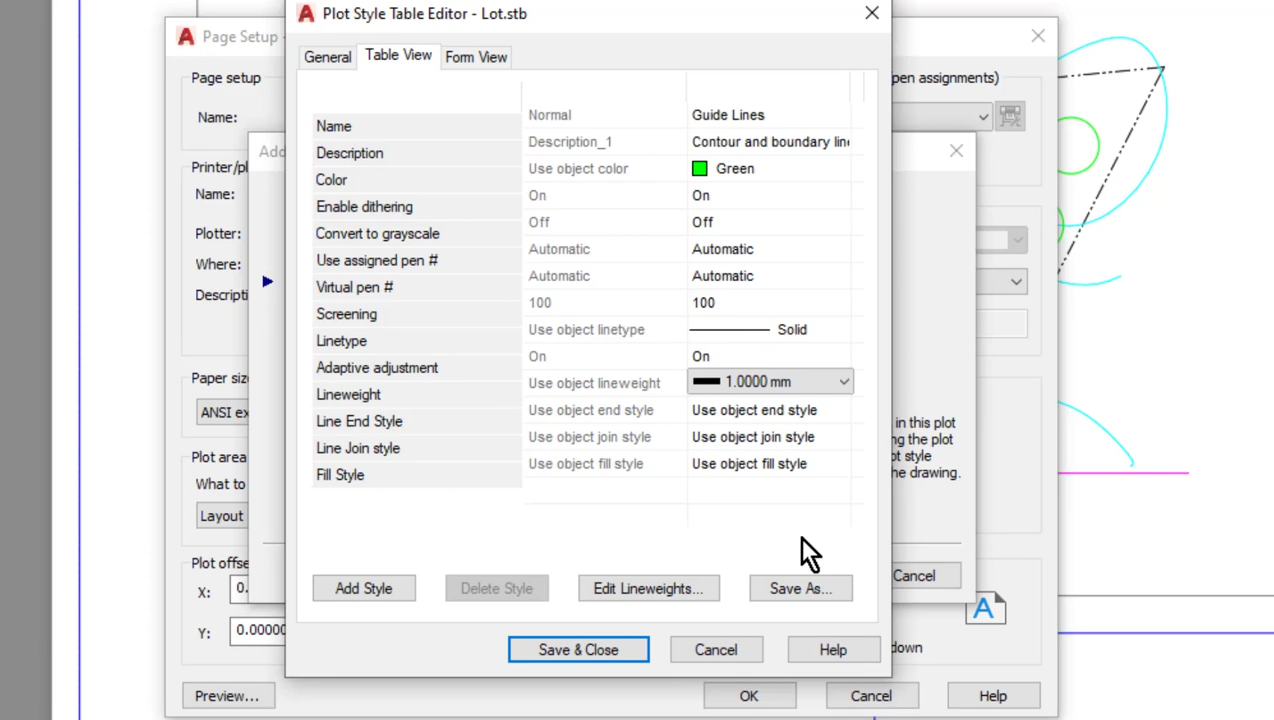 Plot Style Table Editor - Lot.stb
Page Setup -
General
Table View
Form View
Page setup
Name:
pen assignments)
Add
Printer/pl
Name:
Plotter:
Where:
Descripti
Name
Normal
Guide Lines
Description
Description_1
Contour and boundary line
Color
Use object color
Green
Enable dithering
On
On
Convert to grayscale
Off
Off
Use assigned pen #
Automatic
Automatic
Virtual pen #
Automatic
Automatic
Screening
100
100
Linetype
Use object linetype
Solid
Adaptive adjustment
On
On
Lineweight
Use object lineweight
1.0000 mm
Line End Style
Use object end style
Use object end style
Line Join style
Use object join style
Use object join style
Fill Style
Use object fill style
Use object fill style
Paper siz
ANSI ex
Plot area
What to
Layout
in this plot
ng the plot
ot style
he drawing.
Plot offse
X:
0.
Y:
0.00000
Add Style
Delete Style
Edit Lineweights...
Save As...
Cancel
Save & Close
Cancel
Help
A
down
Preview...
OK
Cancel
Help